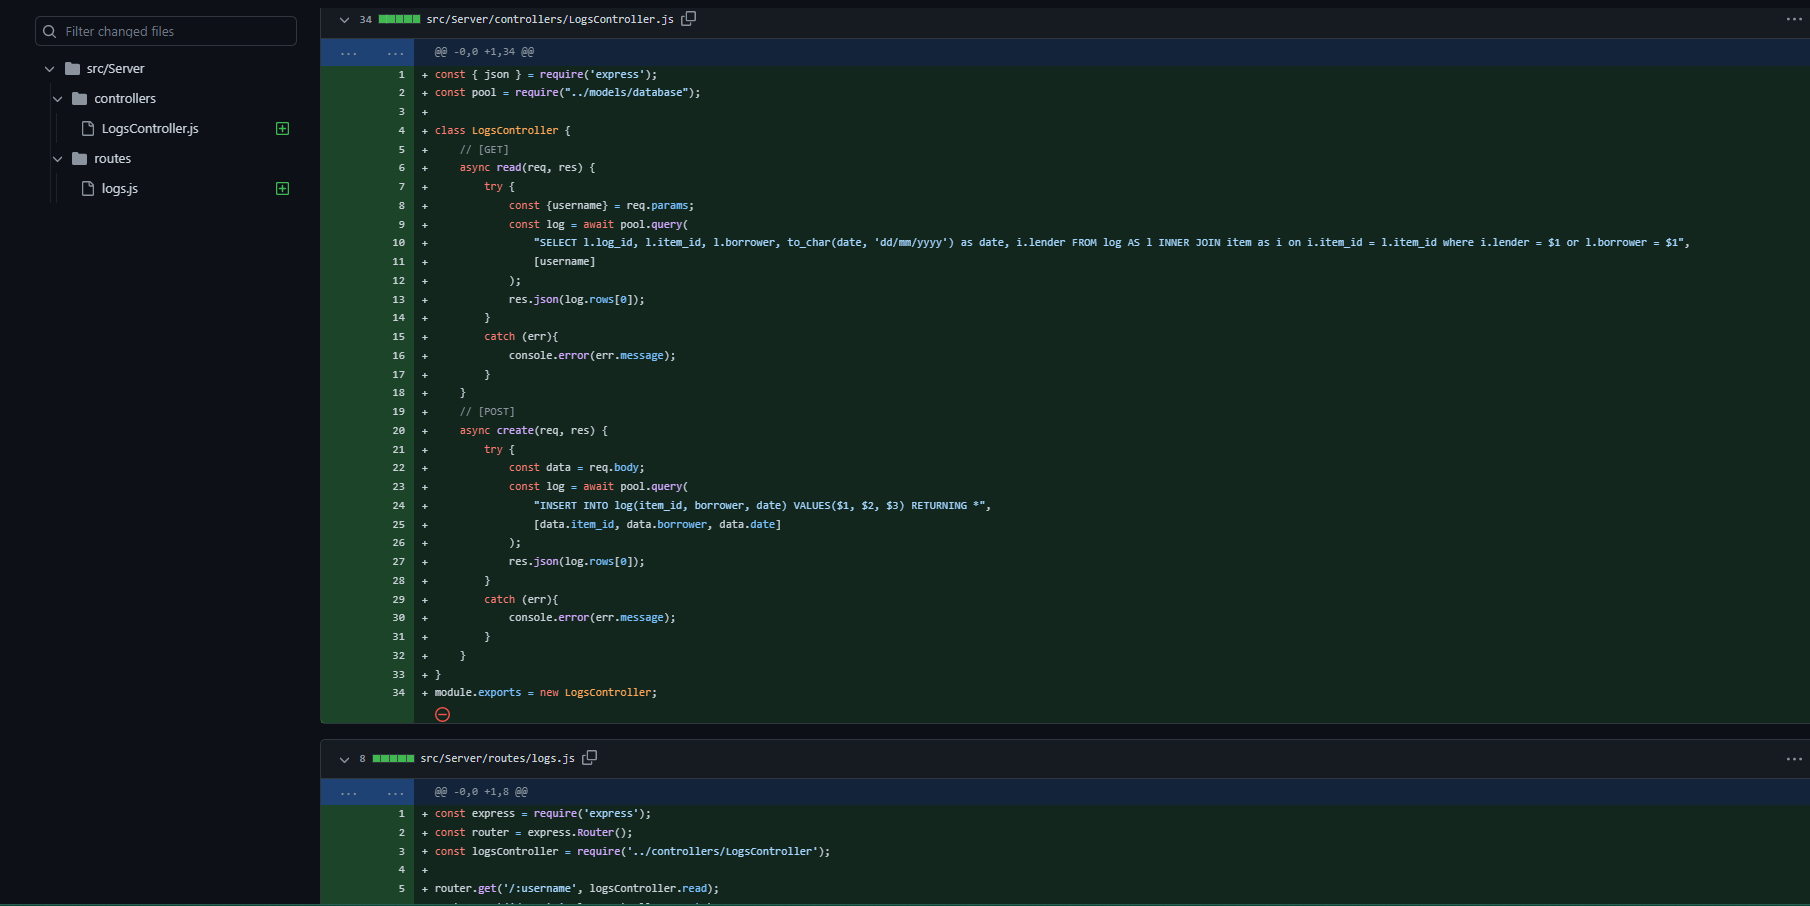 Filter changed files
src/Server
controllers
LogsController.js
routes
logs.js
34 src/Server/controllers/LogsController.js
... ... @@ -0,0 +1,34 @@
1 + const { json } = require('express');
2 + const pool = require("../models/database");
3 +
4 + class LogsController {
5 +     // [GET]
6 +     async read(req, res) {
7 +         try {
8 +             const {username} = req.params;
9 +             const log = await pool.query(
10 +                 "SELECT l.log_id, l.item_id, l.borrower, to_char(date, 'dd/mm/yyyy') as date, i.lender FROM log AS l INNER JOIN item as i on i.item_id = l.item_id where i.lender = $1 or l.borrower = $1",
11 +                 [username]
12 +             );
13 +             res.json(log.rows[0]);
14 +         }
15 +         catch (err){
16 +             console.error(err.message);
17 +         }
18 +     }
19 +     // [POST]
20 +     async create(req, res) {
21 +         try {
22 +             const data = req.body;
23 +             const log = await pool.query(
24 +                 "INSERT INTO log(item_id, borrower, date) VALUES($1, $2, $3) RETURNING *",
25 +                 [data.item_id, data.borrower, data.date]
26 +             );
27 +             res.json(log.rows[0]);
28 +         }
29 +         catch (err){
30 +             console.error(err.message);
31 +         }
32 +     }
33 + }
34 + module.exports = new LogsController;
8 src/Server/routes/logs.js
... ... @@ -0,0 +1,8 @@
1 + const express = require('express');
2 + const router = express.Router();
3 + const logsController = require('../controllers/LogsController');
4 +
5 + router.get('/:username', logsController.read);